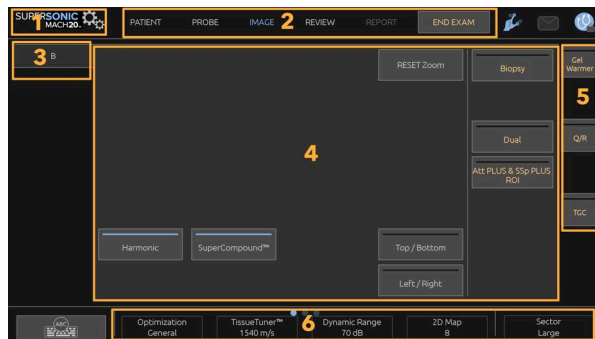 SUPERSONIC
MACH20
1
PATIENT PROBE IMAGE 2 REVIEW REPORT END EXAM
3 B
RESET Zoom
Biopsy
Gel
Warmer
5
4
Dual
Q/R
Att PLUS & SSp PLUS
ROI
TGC
Harmonic
SuperCompound™
Top / Bottom
Left / Right
ABC
Optimization
General
TissueTuner™
1540 m/s
6
Dynamic Range
70 dB
2D Map
8
Sector
Large